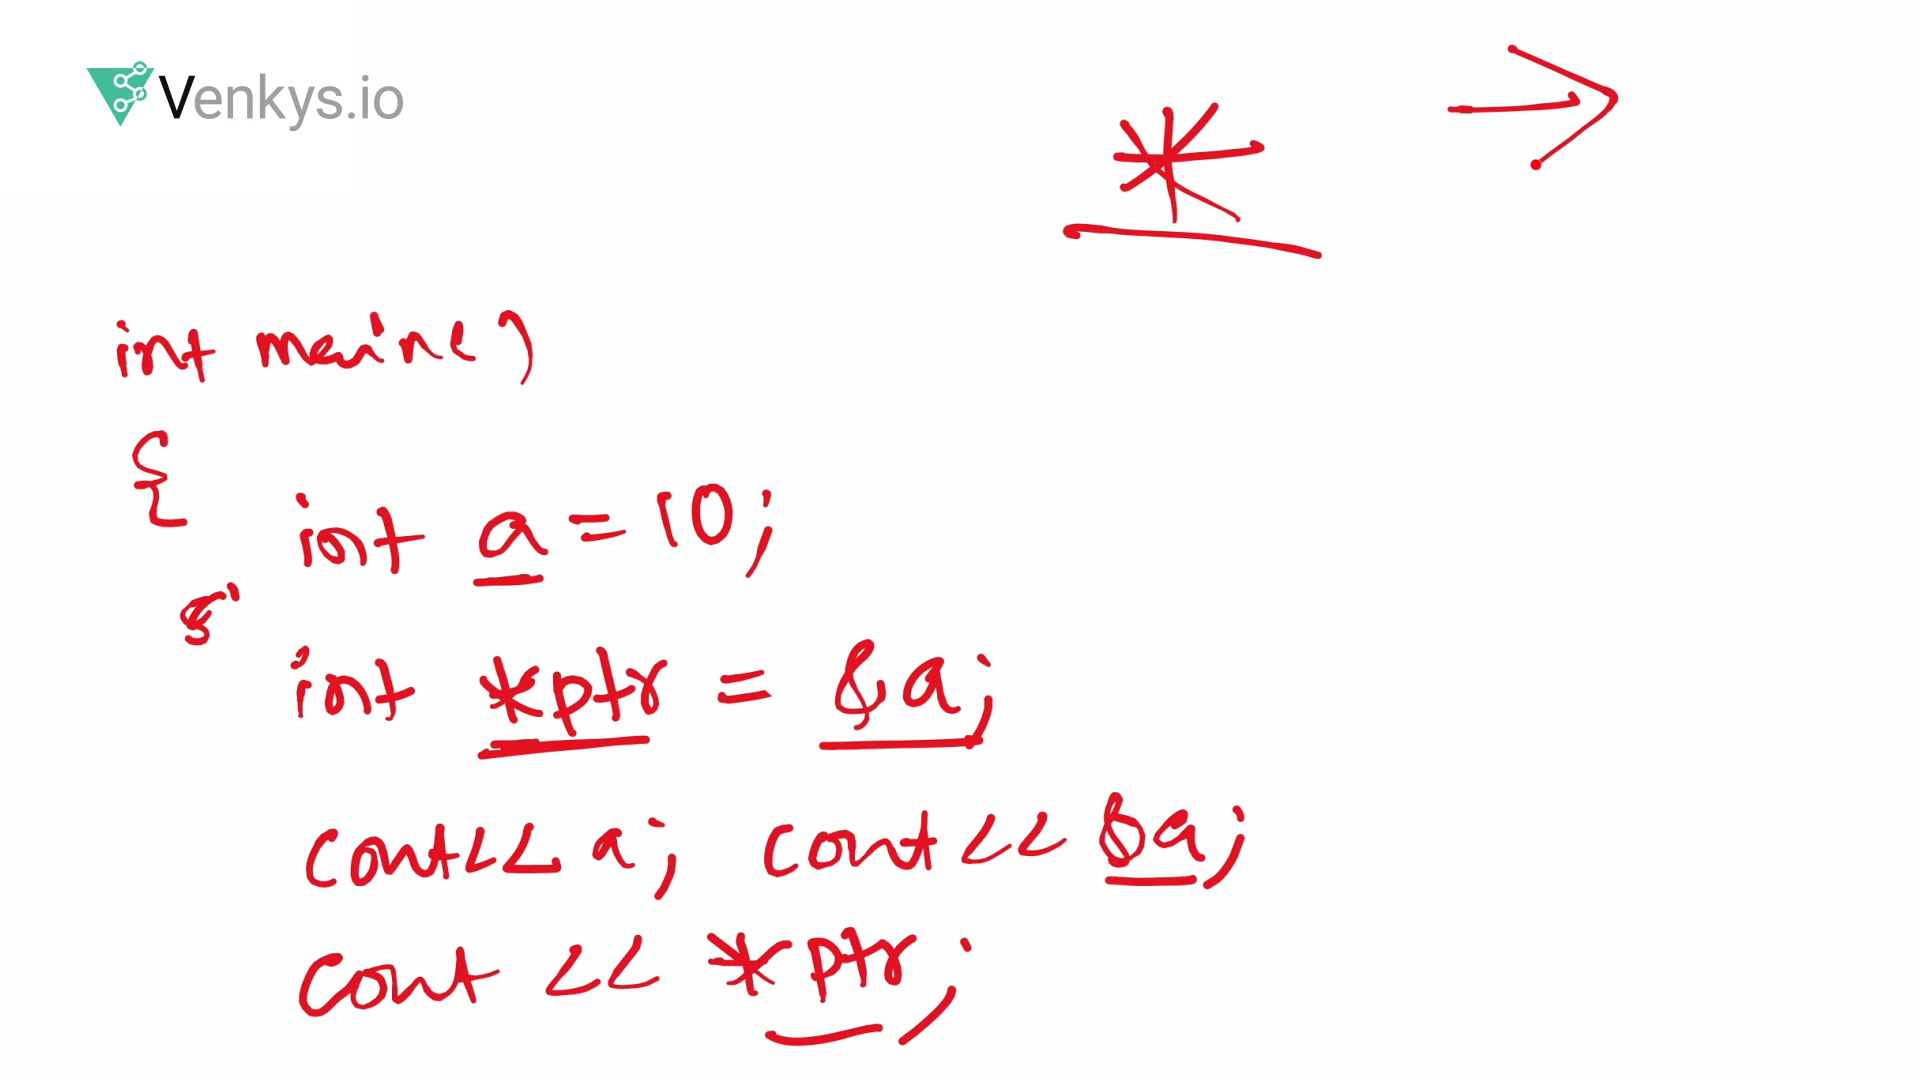 Venkys.io
* →
int main()
{
int a = 10;
int *ptr = &a;
cout<< a; cout << &a;
cout << *ptr;